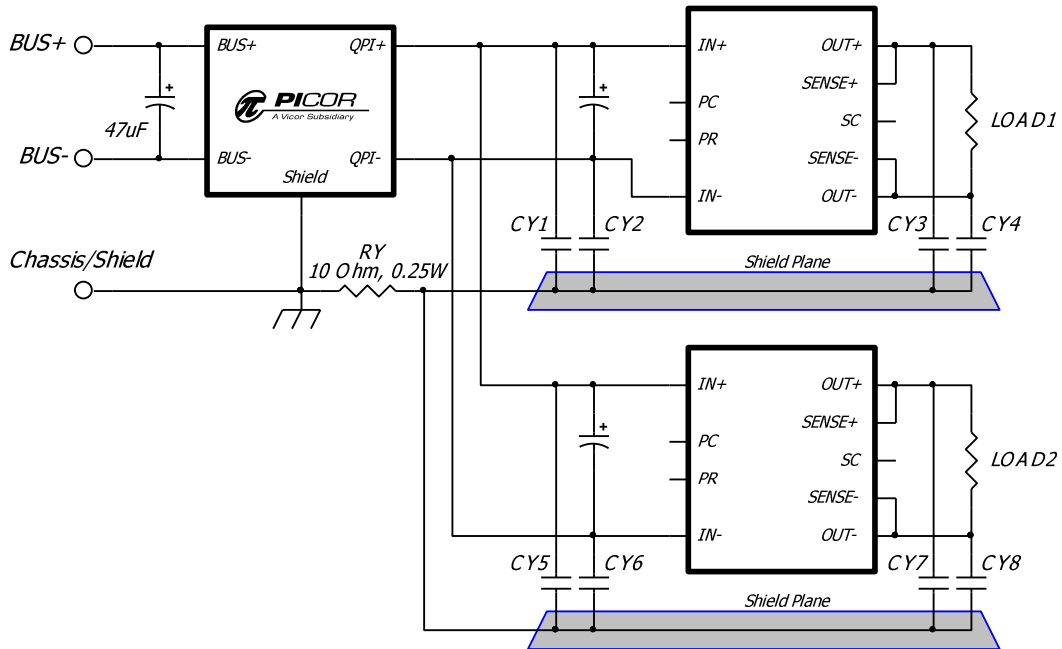 BUS+
BUS+
QPI+
PICOR
A Vicor Subsidiary
47uF
BUS-
BUS-
QPI-
Shield
Chassis/Shield
RY
10 Ohm, 0.25W
+
IN+
OUT+
SENSE+
PC
SC
PR
SENSE-
IN-
OUT-
LOAD1
CY1
CY2
CY3
CY4
Shield Plane
+
IN+
OUT+
SENSE+
PC
SC
PR
SENSE-
IN-
OUT-
LOAD2
CY5
CY6
CY7
CY8
Shield Plane
+